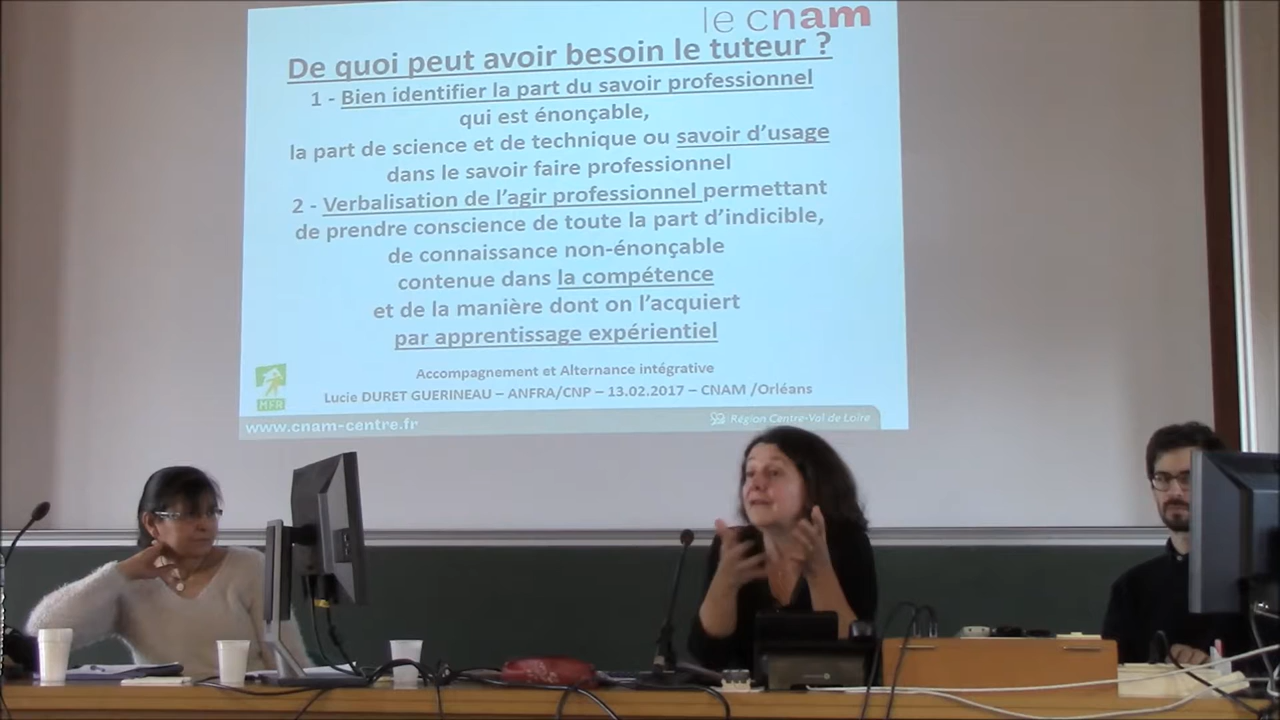 le cnam
De quoi peut avoir besoin le tuteur ?
1 - Bien identifier la part du savoir professionnel
qui est énonçable,
la part de science et de technique ou savoir d’usage
dans le savoir faire professionnel
2 - Verbalisation de l’agir professionnel permettant
de prendre conscience de toute la part d’indicible,
de connaissance non-énonçable
contenue dans la compétence
et de la manière dont on l’acquiert
par apprentissage expérientiel
Accompagnement et Alternance intégrative
Lucie DURET GUERINEAU – ANFRA/CNP – 13.02.2017 – CNAM /Orléans
MFR
www.cnam-centre.fr
Région Centre-Val de Loire